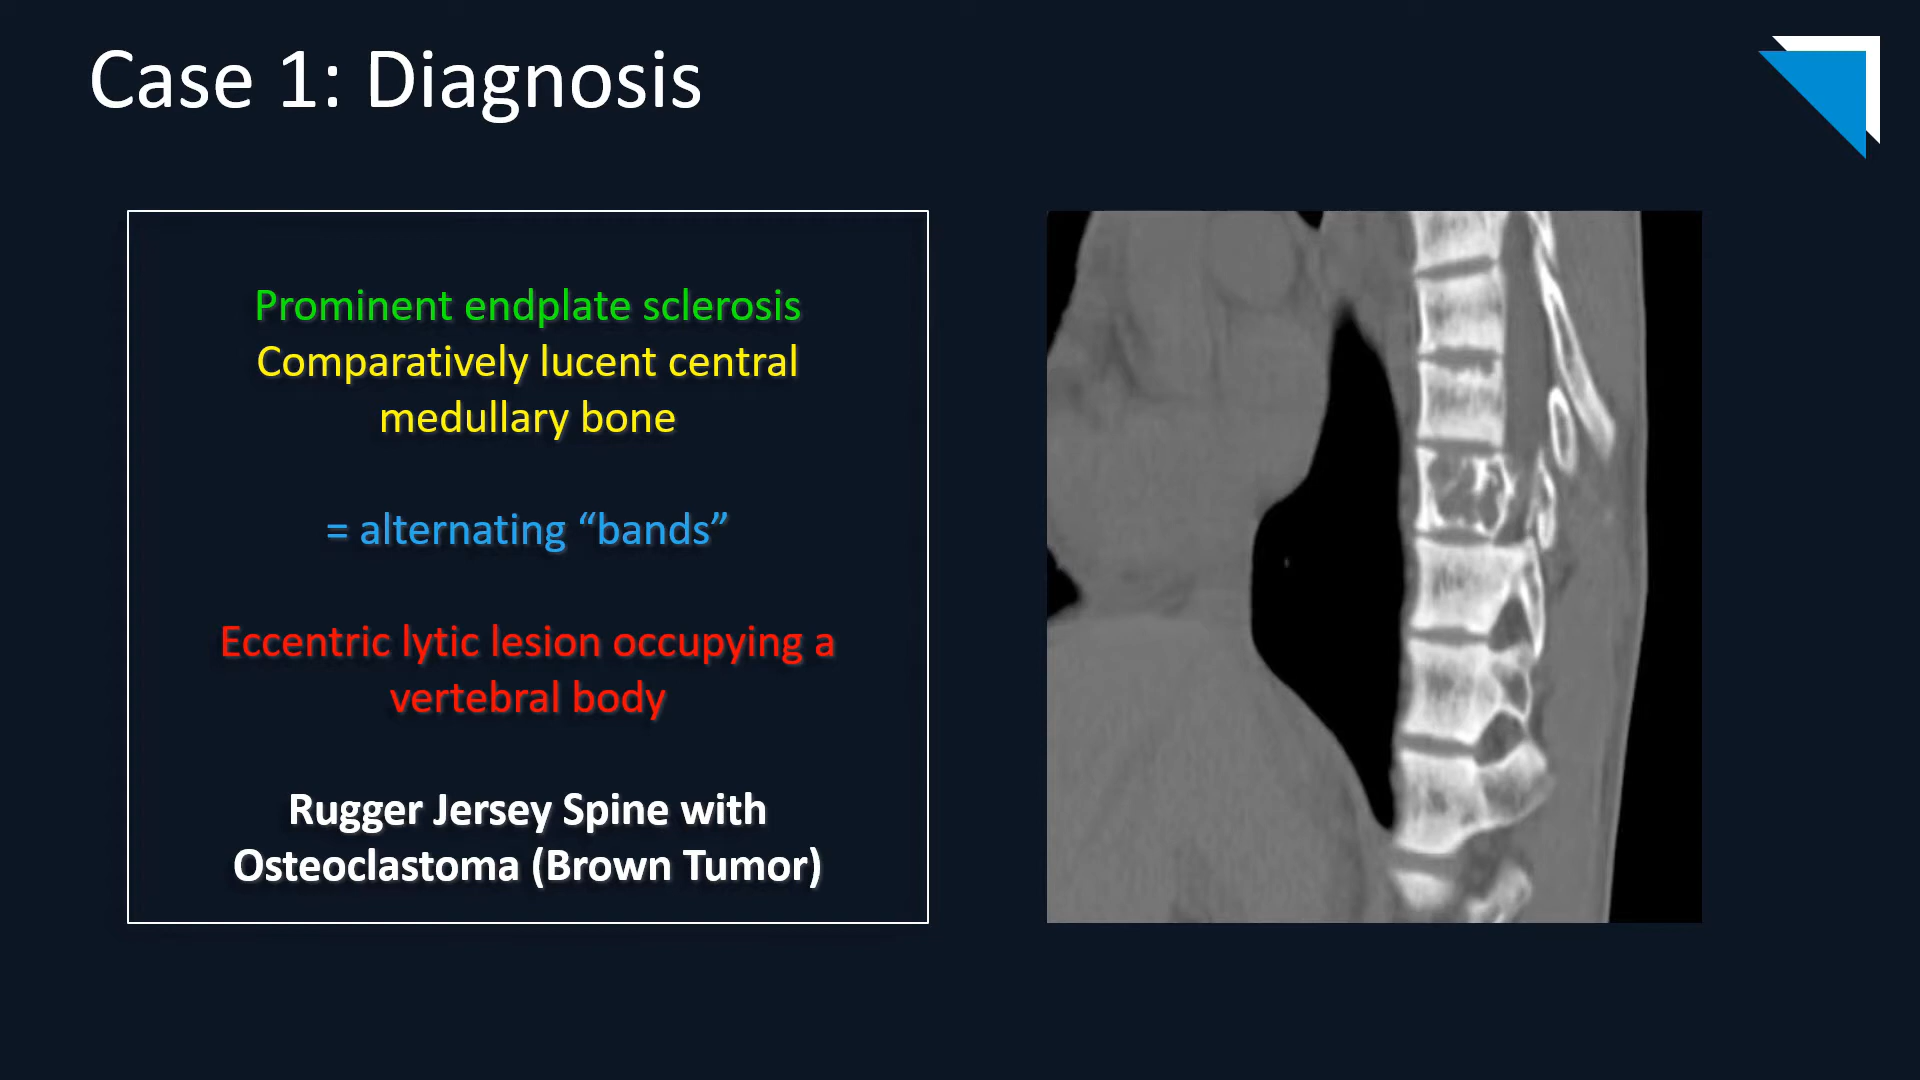 Case 1: Diagnosis
Prominent endplate sclerosis
Comparatively lucent central
medullary bone
= alternating “bands”
Eccentric lytic lesion occupying a
vertebral body
Rugger Jersey Spine with
Osteoclastoma (Brown Tumor)